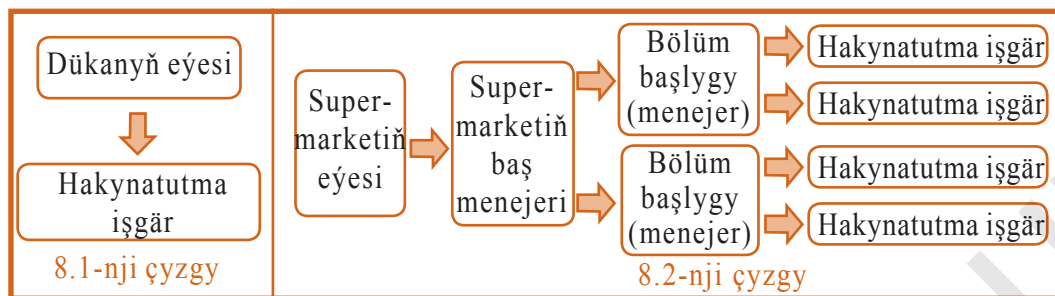 Dükanyň eýesi
Hakynatutma
işgär
8.1-nji çyzgy
Super-
marketiň
eýesi
Super-
marketiň
baş
menejeri
Bölüm
başlygy
(menejer)
Hakynatutma işgär
Hakynatutma işgär
Bölüm
başlygy
(menejer)
Hakynatutma işgär
Hakynatutma işgär
8.2-nji çyzgy